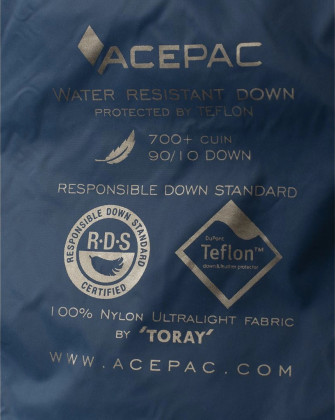 ACEPAC
WATER RESISTANT DOWN
PROTECTED BY TEFLON
700+ CUIN
90/10 DOWN
RESPONSIBLE DOWN STANDARD
RESPONSIBLE DOWN STANDARD
R·D·S
CERTIFIED
DuPont
Teflon™
100% NYLON ULTRALIGHT FABRIC
BY 'TORAY'
WWW.ACEPAC.COM